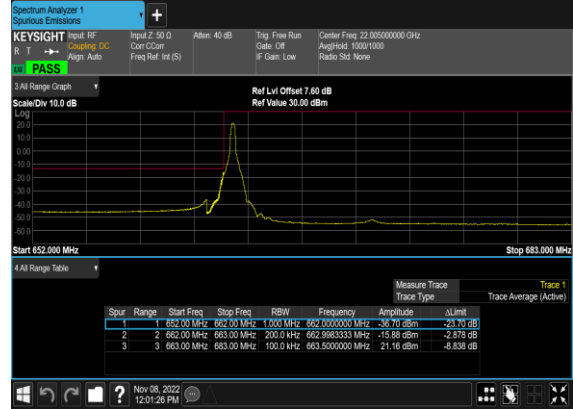 Spectrum Analyzer 1
Spurious Emissions
+
KEYSIGHT Input: RF Input Z: 50 Ω Atten: 40 dB Trig: Free Run Center Freq: 22.005000000 GHz
R T Coupling: DC Corr CCorr Gate: Off Avg|Hold: 1000/1000
Align: Auto Freq Ref: Int (S) IF Gain: Low Radio Std: None
PASS
3 All Range Graph
Ref Lvl Offset 7.60 dB
Scale/Div 10.0 dB Ref Value 30.00 dBm
Log
20.0
10.0
0.00
-10.0
-20.0
-30.0
-40.0
-50.0
-60.0
Start 652.000 MHz Stop 683.000 MHz
4 All Range Table
Measure Trace Trace 1
Trace Type Trace Average (Active)
Spur Range Start Freq Stop Freq RBW Frequency Amplitude ΔLimit
1 1 652.00 MHz 662.00 MHz 1.000 MHz 662.0000000 MHz -36.70 dBm -23.70 dB
2 2 662.00 MHz 663.00 MHz 200.0 kHz 662.9983333 MHz -15.88 dBm -2.878 dB
3 3 663.00 MHz 683.00 MHz 100.0 kHz 663.5000000 MHz 21.16 dBm -8.838 dB
?
Nov 08, 2022
12:01:26 PM